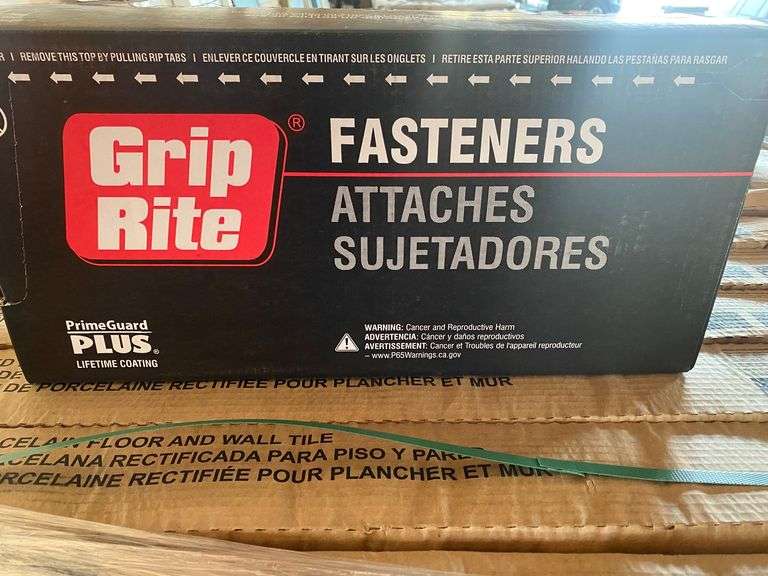 R | REMOVE THIS TOP BY PULLING RIP TABS | ENLEVER CE COUVERCLE EN TIRANT SUR LES ONGLETS | RETIRE ESTA PARTE SUPERIOR HALANDO LAS PESTAÑAS PARA RASGAR
Grip Rite®
FASTENERS
ATTACHES
SUJETADORES
PrimeGuard
PLUS®
LIFETIME COATING
WARNING: Cancer and Reproductive Harm
ADVERTENCIA: Cáncer y daños reproductivos
AVERTISSEMENT: Cancer et Troubles de l'appareil reproducteur
– www.P65Warnings.ca.gov
DE PORCELAINE RECTIFIÉE POUR PLANCHER ET MUR
CELAIN FLOOR AND WALL TILE
CELANA RECTIFICADA PARA PISO Y PARED
RCELAINE RECTIFIÉE POUR PLANCHER ET MUR